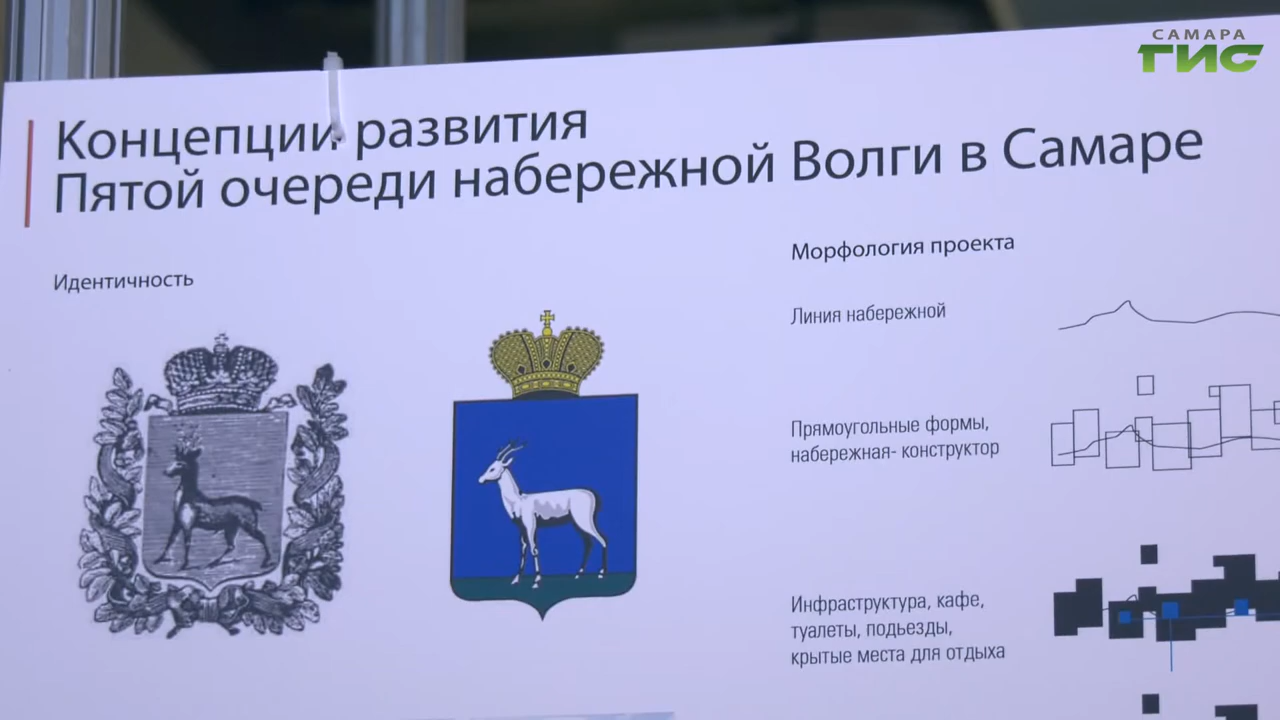 САМАРА
ГИС
Концепции развития
Пятой очереди набережной Волги в Самаре
Идентичность
Морфология проекта
Линия набережной
Прямоугольные формы,
набережная- конструктор
Инфраструктура, кафе,
туалеты, подьезды,
крытые места для отдыха